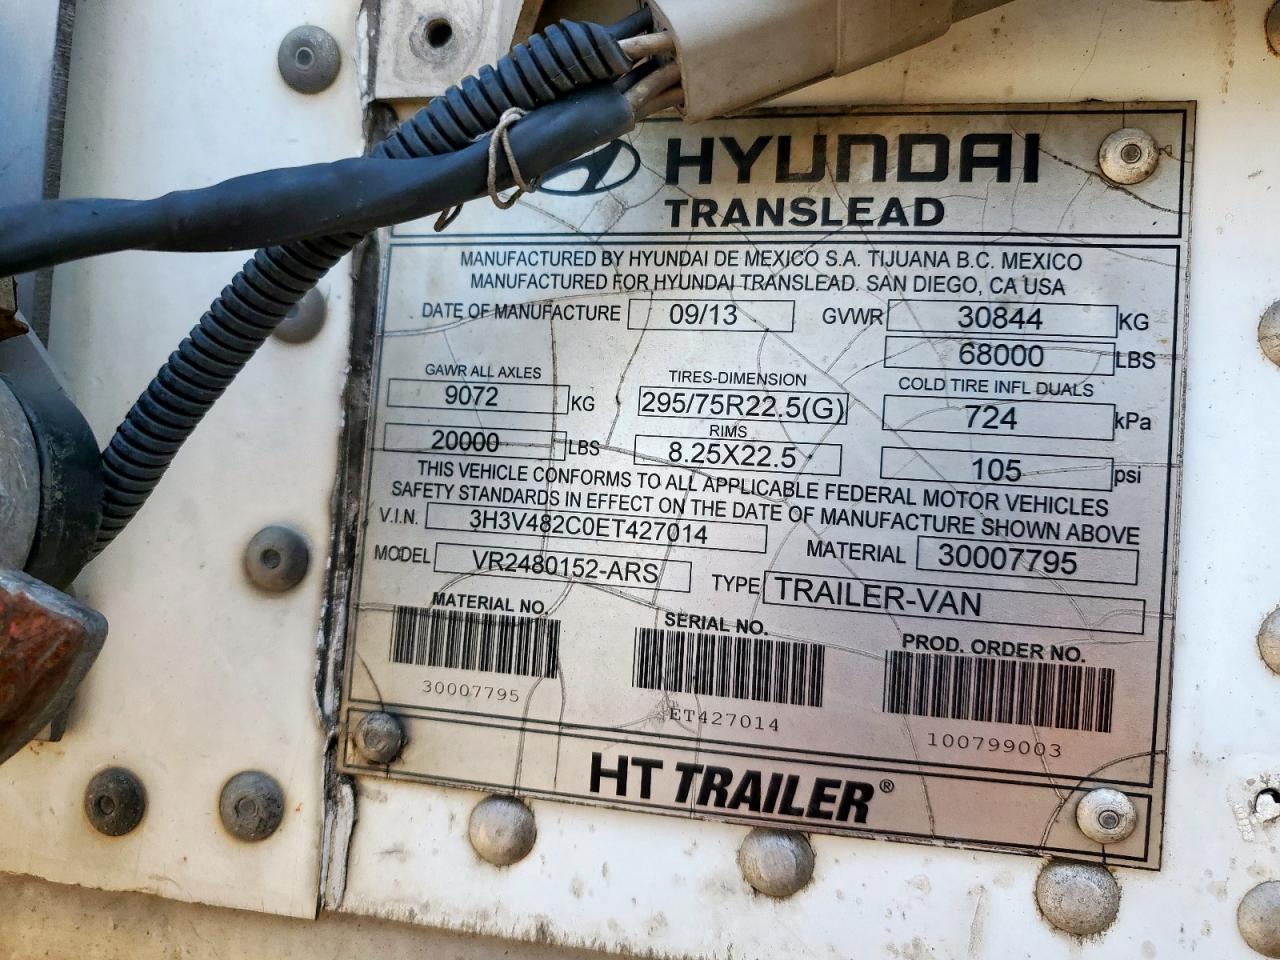 HYUNDAI
TRANSLEAD
MANUFACTURED BY HYUNDAI DE MEXICO S.A. TIJUANA B.C. MEXICO
MANUFACTURED FOR HYUNDAI TRANSLEAD. SAN DIEGO, CA USA
DATE OF MANUFACTURE 09/13 GVWR 30844 KG
68000 LBS
GAWR ALL AXLES TIRES-DIMENSION COLD TIRE INFL DUALS
9072 KG 295/75R22.5(G) 724 kPa
RIMS
20000 LBS 8.25X22.5 105 psi
THIS VEHICLE CONFORMS TO ALL APPLICABLE FEDERAL MOTOR VEHICLES
SAFETY STANDARDS IN EFFECT ON THE DATE OF MANUFACTURE SHOWN ABOVE
V.I.N. 3H3V482C0ET427014 MATERIAL 30007795
MODEL VR2480152-ARS TYPE TRAILER-VAN
MATERIAL NO. SERIAL NO. PROD. ORDER NO.
30007795 ET427014 100799003
HT TRAILER®